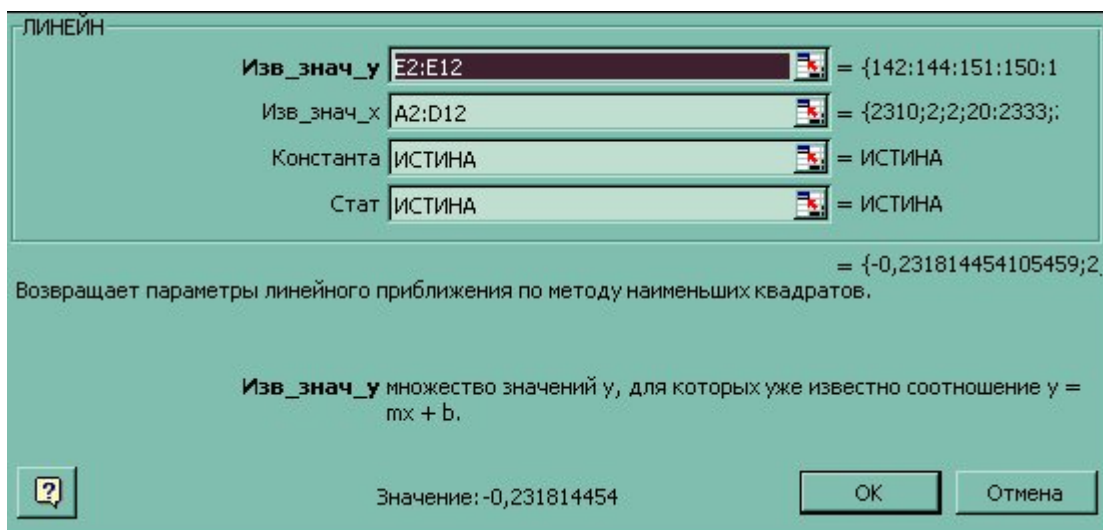 ЛИНЕЙН
Изв_знач_y E2:E12 = {142:144:151:150:1
Изв_знач_x A2:D12 = {2310;2;2;20:2333;
Константа ИСТИНА = ИСТИНА
Стат ИСТИНА = ИСТИНА
= {-0,231814454105459;2
Возвращает параметры линейного приближения по методу наименьших квадратов.
Изв_знач_y множество значений y, для которых уже известно соотношение y =
mx + b.
? Значение:-0,231814454 OK Отмена